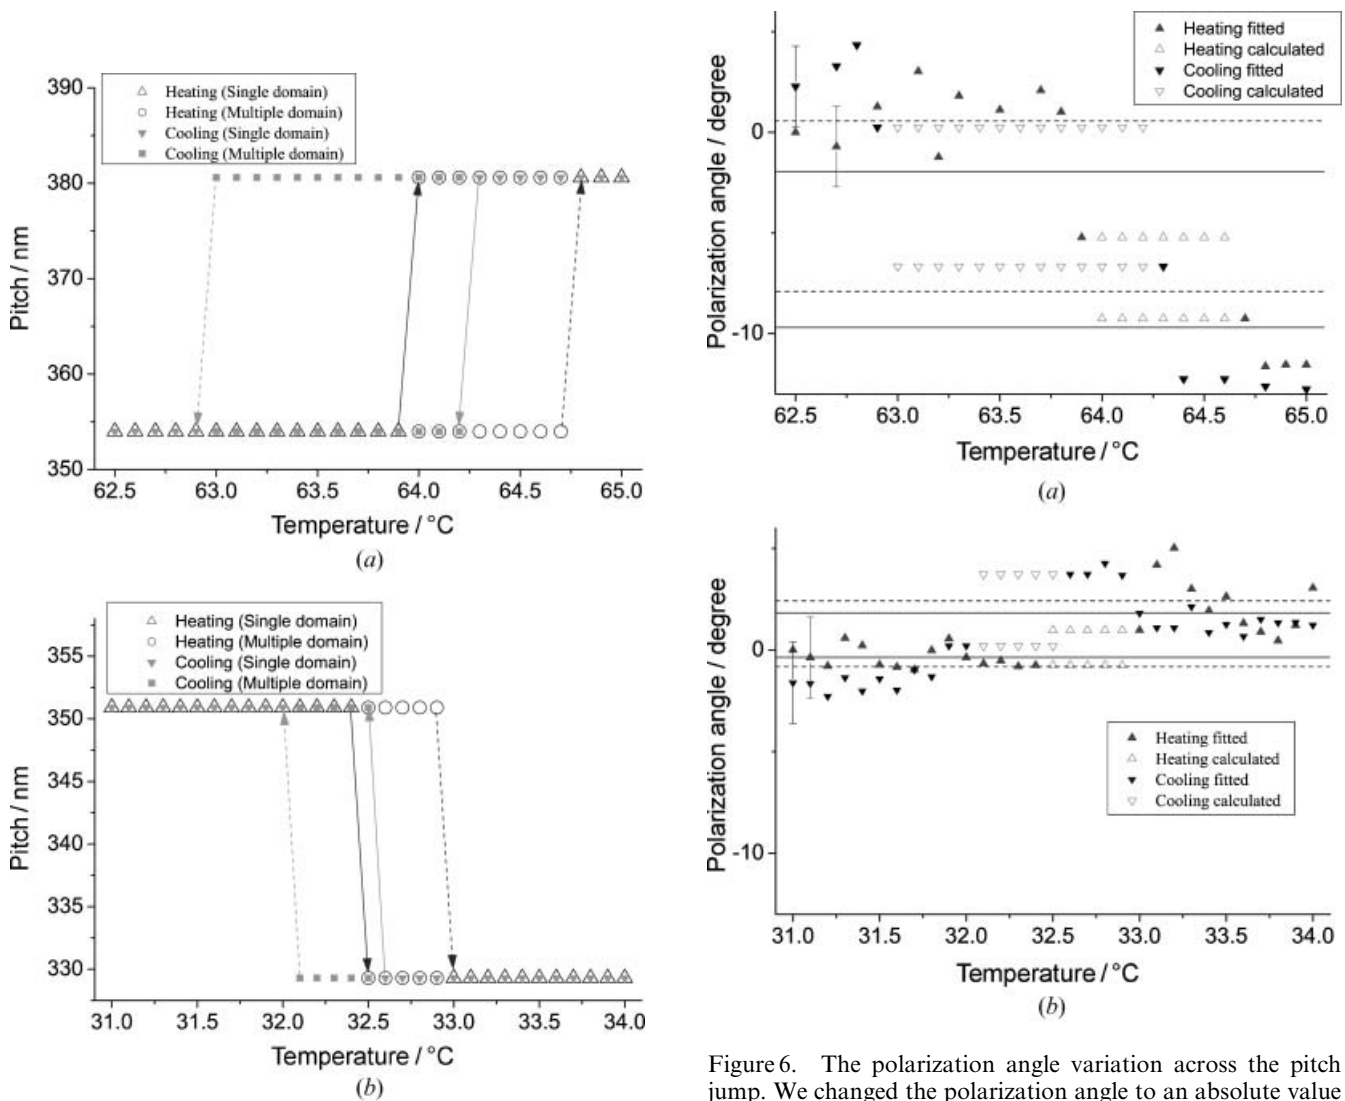 390
380
370
360
350
Pitch / nm
Heating (Single domain)
Heating (Multiple domain)
Cooling (Single domain)
Cooling (Multiple domain)
62.5 63.0 63.5 64.0 64.5 65.0
Temperature / °C
(a)
355
350
345
340
335
330
Pitch / nm
Heating (Single domain)
Heating (Multiple domain)
Cooling (Single domain)
Cooling (Multiple domain)
31.0 31.5 32.0 32.5 33.0 33.5 34.0
Temperature / °C
(b)
0
-10
Polarization angle / degree
Heating fitted
Heating calculated
Cooling fitted
Cooling calculated
62.5 63.0 63.5 64.0 64.5 65.0
Temperature / °C
(a)
0
-10
Polarization angle / degree
Heating fitted
Heating calculated
Cooling fitted
Cooling calculated
31.0 31.5 32.0 32.5 33.0 33.5 34.0
Temperature / °C
(b)
Figure 6. The polarization angle variation across the pitch
jump. We changed the polarization angle to an absolute value